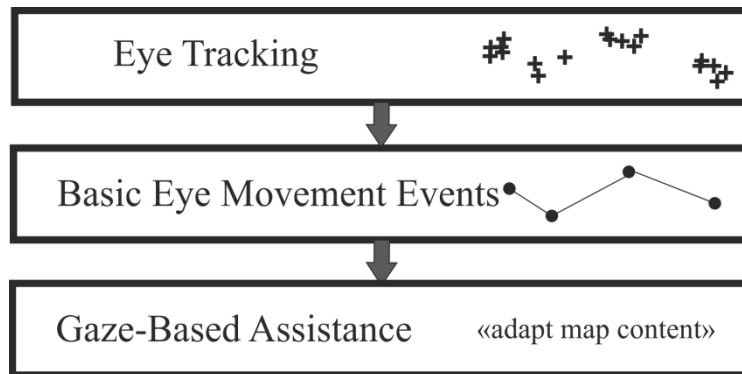 Eye Tracking
Basic Eye Movement Events
Gaze-Based Assistance «adapt map content»